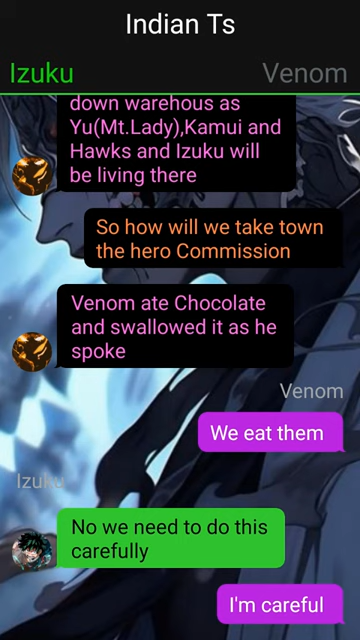 Indian Ts
Izuku
Venom
down warehous as
Yu(Mt.Lady),Kamui and
Hawks and Izuku will
be living there
So how will we take town
the hero Commission
Venom ate Chocolate
and swallowed it as he
spoke
Venom
We eat them
Izuku
No we need to do this
carefully
I'm careful